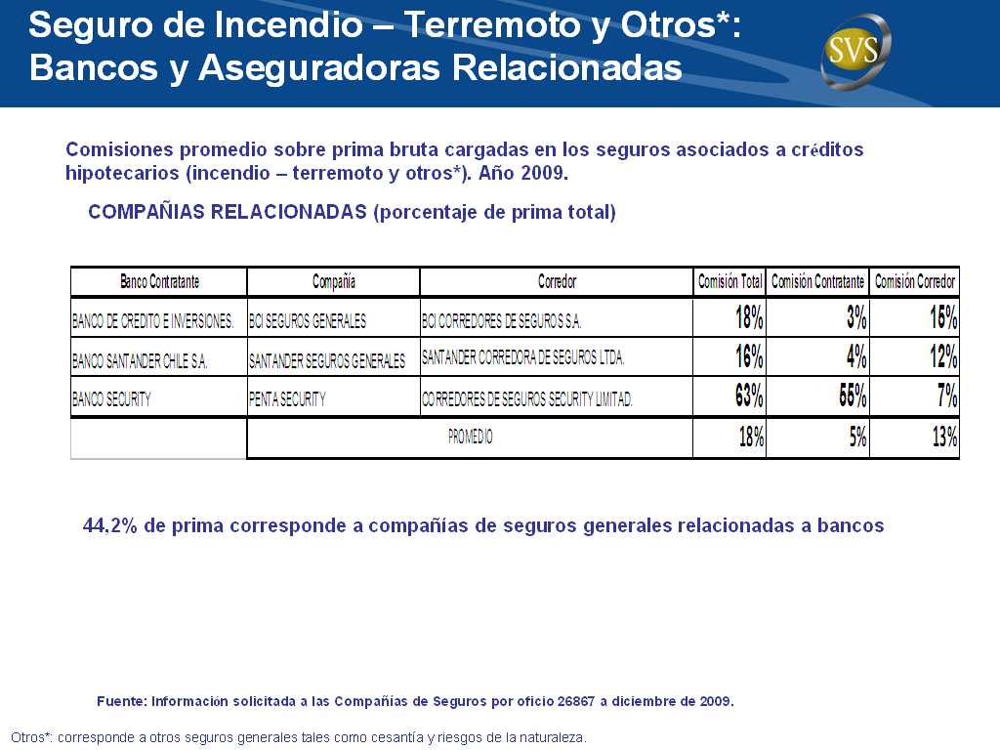 Seguro de Incendio – Terremoto y Otros*:
Bancos y Aseguradoras Relacionadas
SVS
Comisiones promedio sobre prima bruta cargadas en los seguros asociados a créditos
hipotecarios (incendio – terremoto y otros*). Año 2009.
COMPAÑIAS RELACIONADAS (porcentaje de prima total)
Banco Contratante Compañía Corredor Comisión Total Comisión Contratante Comisión Corredor
BANCO DE CREDITO E INVERSIONES. BCI SEGUROS GENERALES BCI CORREDORES DE SEGUROS S.A. 18% 3% 15%
BANCO SANTANDER CHILE S.A. SANTANDER SEGUROS GENERALES SANTANDER CORREDORA DE SEGUROS LTDA. 16% 4% 12%
BANCO SECURITY PENTA SECURITY CORREDORES DE SEGUROS SECURITY LIMITAD. 63% 55% 7%
PROMEDIO 18% 5% 13%
44,2% de prima corresponde a compañías de seguros generales relacionadas a bancos
Fuente: Información solicitada a las Compañías de Seguros por oficio 26867 a diciembre de 2009.
Otros*: corresponde a otros seguros generales tales como cesantía y riesgos de la naturaleza.